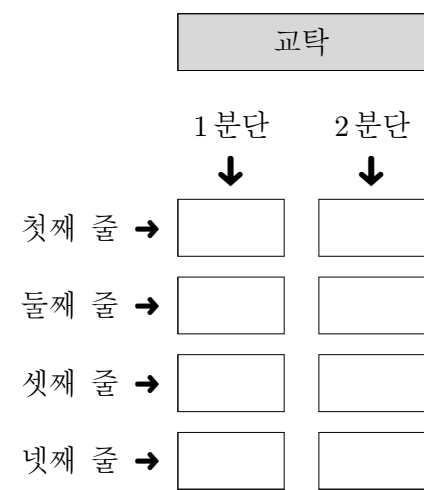 교탁
1분단 2분단
첫째 줄 →
둘째 줄 →
셋째 줄 →
넷째 줄 →